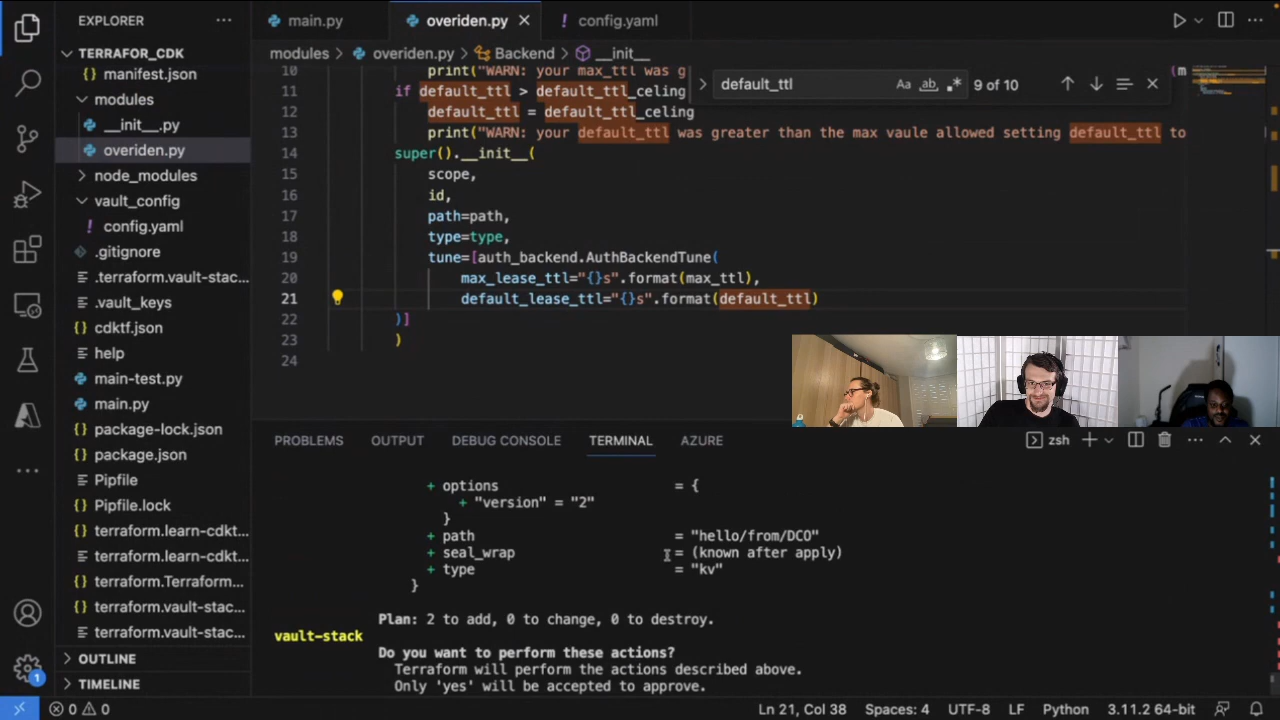 EXPLORER
TERRAFOR_CDK
manifest.json
modules
__init__.py
overiden.py
node_modules
vault_config
config.yaml
.gitignore
.terraform.vault-stac...
.vault_keys
cdktf.json
help
main-test.py
main.py
package-lock.json
package.json
Pipfile
Pipfile.lock
terraform.learn-cdkt...
terraform.learn-cdkt...
terraform.Terraform...
terraform.vault-stac...
terraform.vault-stac...
OUTLINE
TIMELINE
main.py overiden.py config.yaml
modules > overiden.py > Backend > __init__
default_ttl Aa ab 9 of 10
10 print("WARN: your max_ttl was g (m
11 if default_ttl > default_ttl_celing
12 default_ttl = default_ttl_celing
13 print("WARN: your default_ttl was greater than the max vaule allowed setting default_ttl to
14 super().__init__(
15 scope,
16 id,
17 path=path,
18 type=type,
19 tune=[auth_backend.AuthBackendTune(
20 max_lease_ttl="{}s".format(max_ttl),
21 default_lease_ttl="{}s".format(default_ttl)
22 )]
23 )
24
PROBLEMS OUTPUT DEBUG CONSOLE TERMINAL AZURE zsh
+ options = {
+ "version" = "2"
}
+ path = "hello/from/DCO"
+ seal_wrap = (known after apply)
+ type = "kv"
}
Plan: 2 to add, 0 to change, 0 to destroy.
vault-stack
Do you want to perform these actions?
Terraform will perform the actions described above.
Only 'yes' will be accepted to approve.
1
0 0 Ln 21, Col 38 Spaces: 4 UTF-8 LF Python 3.11.2 64-bit